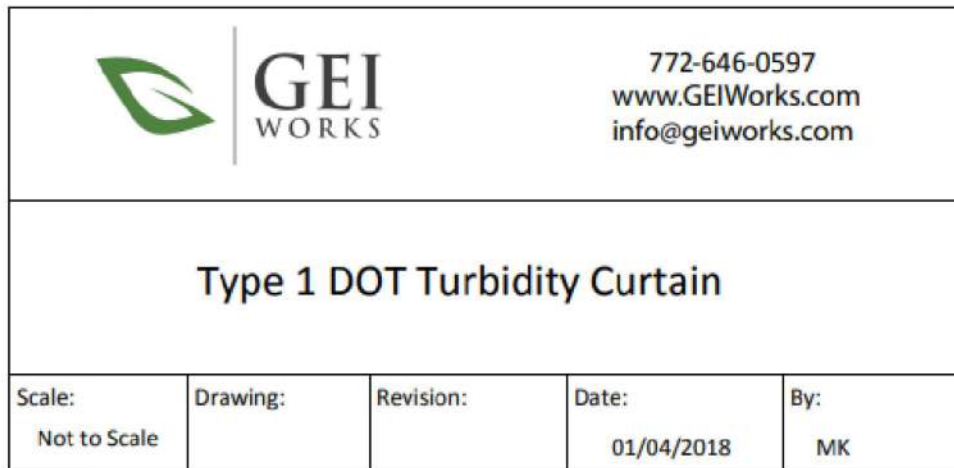 GEI
WORKS
772-646-0597
www.GEIWorks.com
info@geiworks.com
Type 1 DOT Turbidity Curtain
Scale:
Not to Scale
Drawing:
Revision:
Date:
01/04/2018
By:
MK